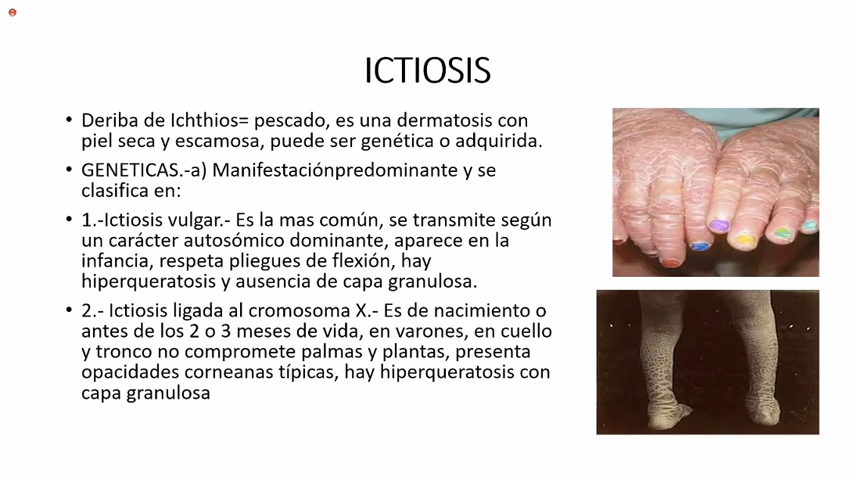 ICTIOSIS
• Deriba de Ichthios= pescado, es una dermatosis con
piel seca y escamosa, puede ser genética o adquirida.
• GENETICAS.-a) Manifestaciónpredominante y se
clasifica en:
• 1.-Ictiosis vulgar.- Es la mas común, se transmite según
un carácter autosómico dominante, aparece en la
infancia, respeta pliegues de flexión, hay
hiperqueratosis y ausencia de capa granulosa.
• 2.- Ictiosis ligada al cromosoma X.- Es de nacimiento o
antes de los 2 o 3 meses de vida, en varones, en cuello
y tronco no compromete palmas y plantas, presenta
opacidades corneanas típicas, hay hiperqueratosis con
capa granulosa